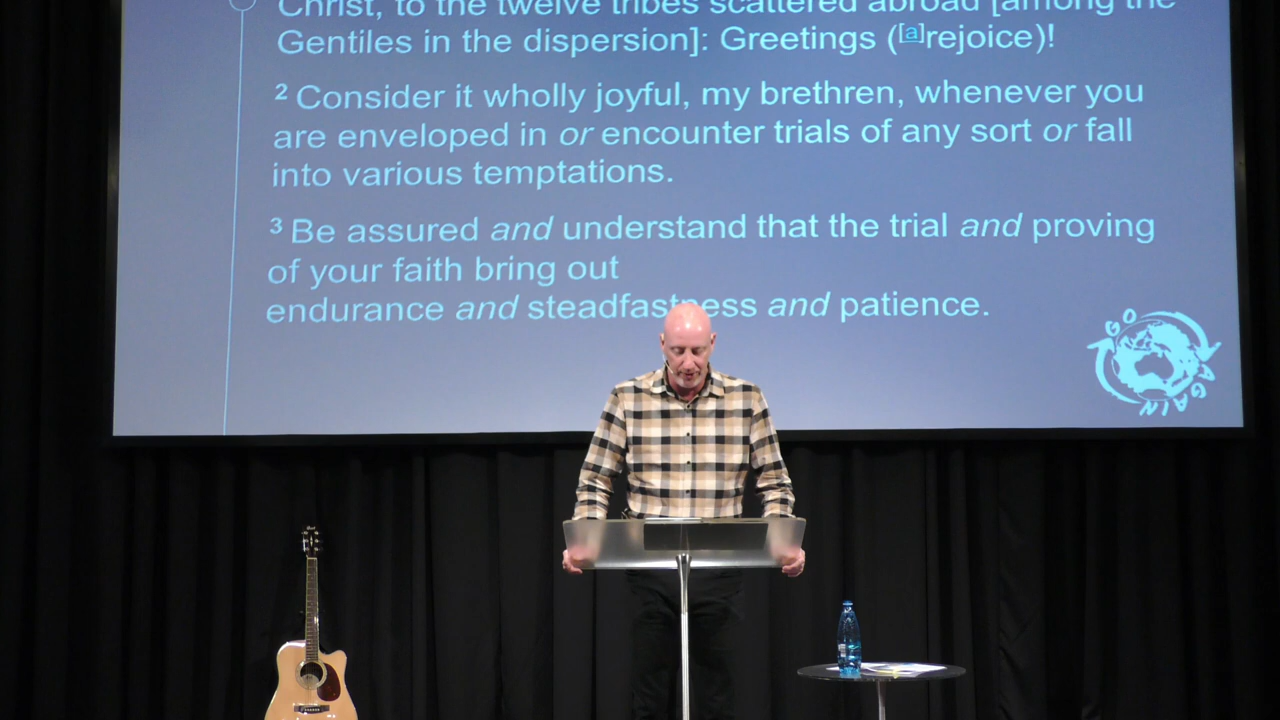 Christ, to the twelve tribes scattered abroad [among the
Gentiles in the dispersion]: Greetings ([a]rejoice)!
2 Consider it wholly joyful, my brethren, whenever you
are enveloped in or encounter trials of any sort or fall
into various temptations.
3 Be assured and understand that the trial and proving
of your faith bring out
endurance and steadfastness and patience.
GO
AGAIN